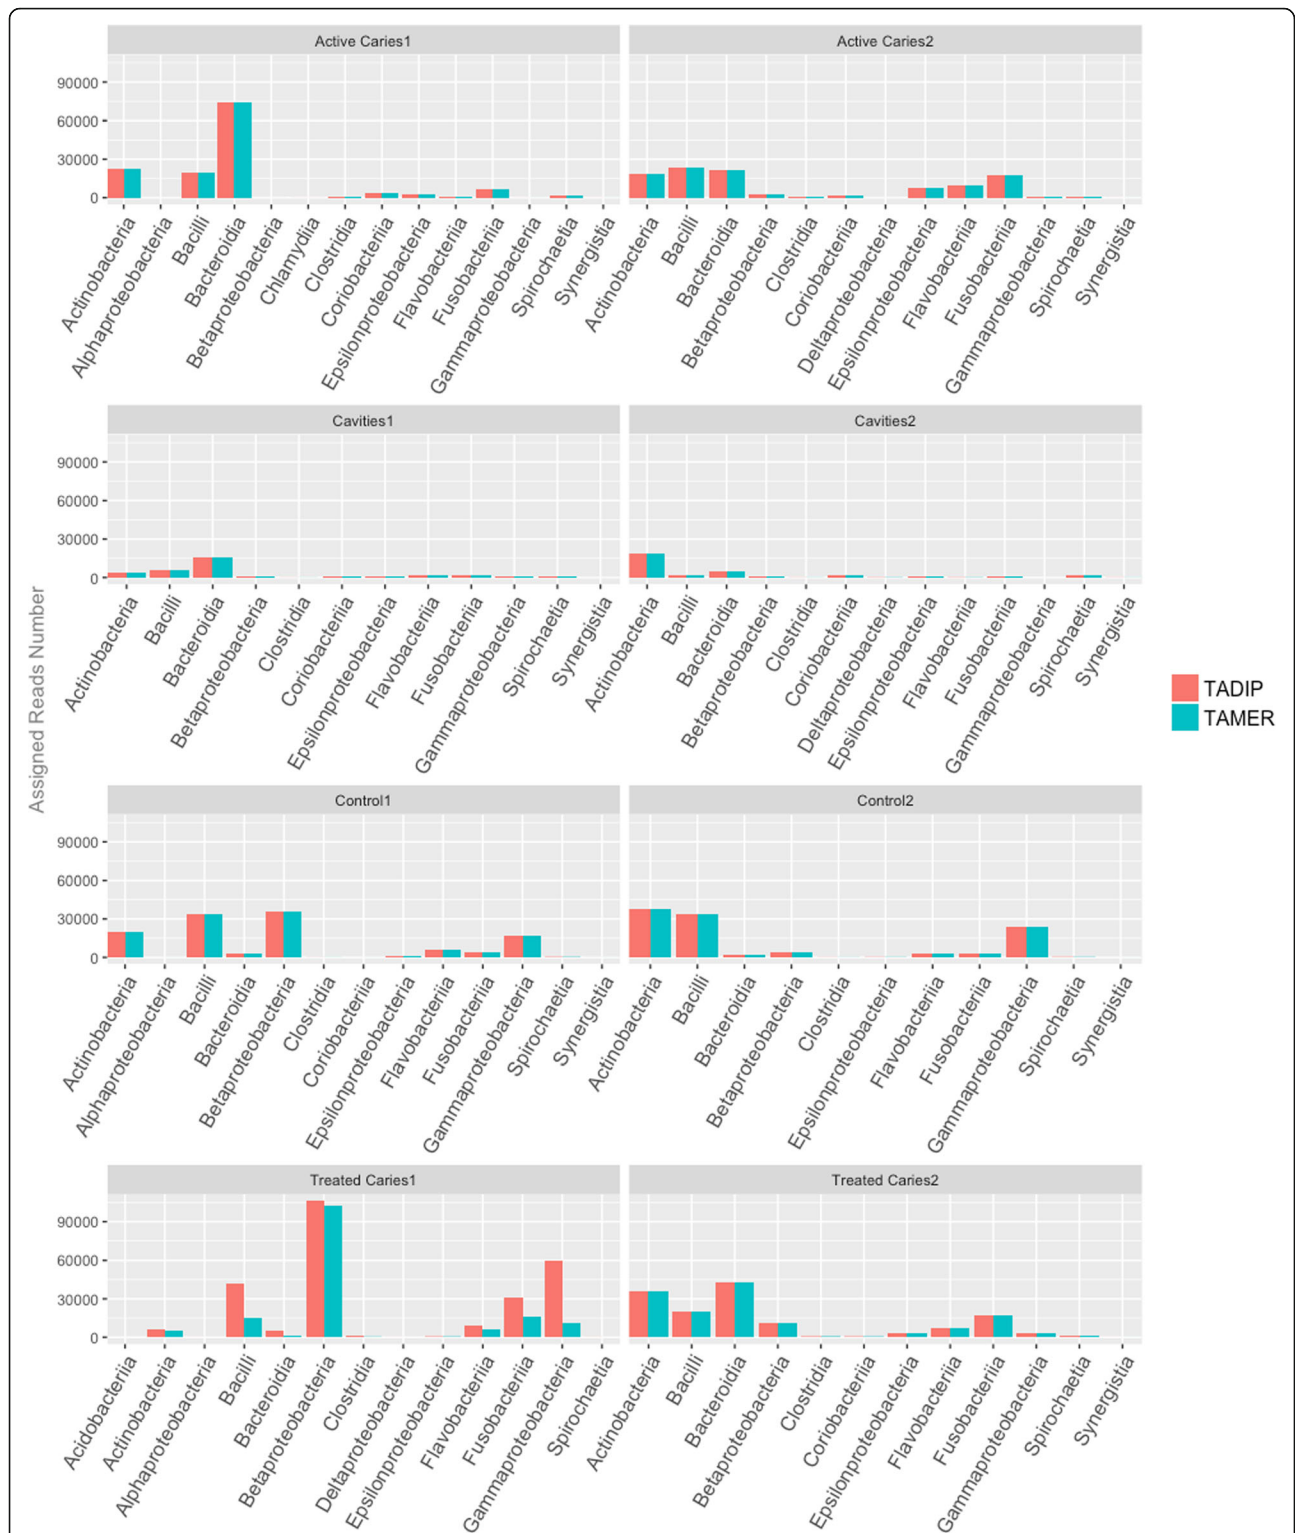 Active Caries1
Active Caries2
90000
60000
30000
0
Actinobacteria
Alphaproteobacteria
Bacilli
Bacteroidia
Betaproteobacteria
Chlamydiia
Clostridia
Coriobacteriia
Epsilonproteobacteria
Flavobacteriia
Fusobacteriia
Gammaproteobacteria
Spirochaetia
Synergistia
Actinobacteria
Bacilli
Bacteroidia
Betaproteobacteria
Clostridia
Coriobacteriia
Deltaproteobacteria
Epsilonproteobacteria
Flavobacteriia
Fusobacteriia
Gammaproteobacteria
Spirochaetia
Synergistia
Cavities1
Cavities2
90000
60000
30000
0
Actinobacteria
Bacilli
Bacteroidia
Betaproteobacteria
Clostridia
Coriobacteriia
Epsilonproteobacteria
Flavobacteriia
Fusobacteriia
Gammaproteobacteria
Spirochaetia
Synergistia
Actinobacteria
Bacilli
Bacteroidia
Betaproteobacteria
Clostridia
Coriobacteriia
Deltaproteobacteria
Epsilonproteobacteria
Flavobacteriia
Fusobacteriia
Gammaproteobacteria
Spirochaetia
Synergistia
Assigned Reads Number
TADIP
TAMER
Control1
Control2
90000
60000
30000
0
Actinobacteria
Alphaproteobacteria
Bacilli
Bacteroidia
Betaproteobacteria
Clostridia
Coriobacteriia
Epsilonproteobacteria
Flavobacteriia
Fusobacteriia
Gammaproteobacteria
Spirochaetia
Synergistia
Actinobacteria
Bacilli
Bacteroidia
Betaproteobacteria
Clostridia
Epsilonproteobacteria
Flavobacteriia
Fusobacteriia
Gammaproteobacteria
Spirochaetia
Synergistia
Treated Caries1
Treated Caries2
90000
60000
30000
0
Acidobacteriia
Actinobacteria
Alphaproteobacteria
Bacilli
Bacteroidia
Betaproteobacteria
Clostridia
Deltaproteobacteria
Epsilonproteobacteria
Flavobacteriia
Fusobacteriia
Gammaproteobacteria
Spirochaetia
Actinobacteria
Bacilli
Bacteroidia
Betaproteobacteria
Clostridia
Coriobacteriia
Epsilonproteobacteria
Flavobacteriia
Fusobacteriia
Gammaproteobacteria
Spirochaetia
Synergistia